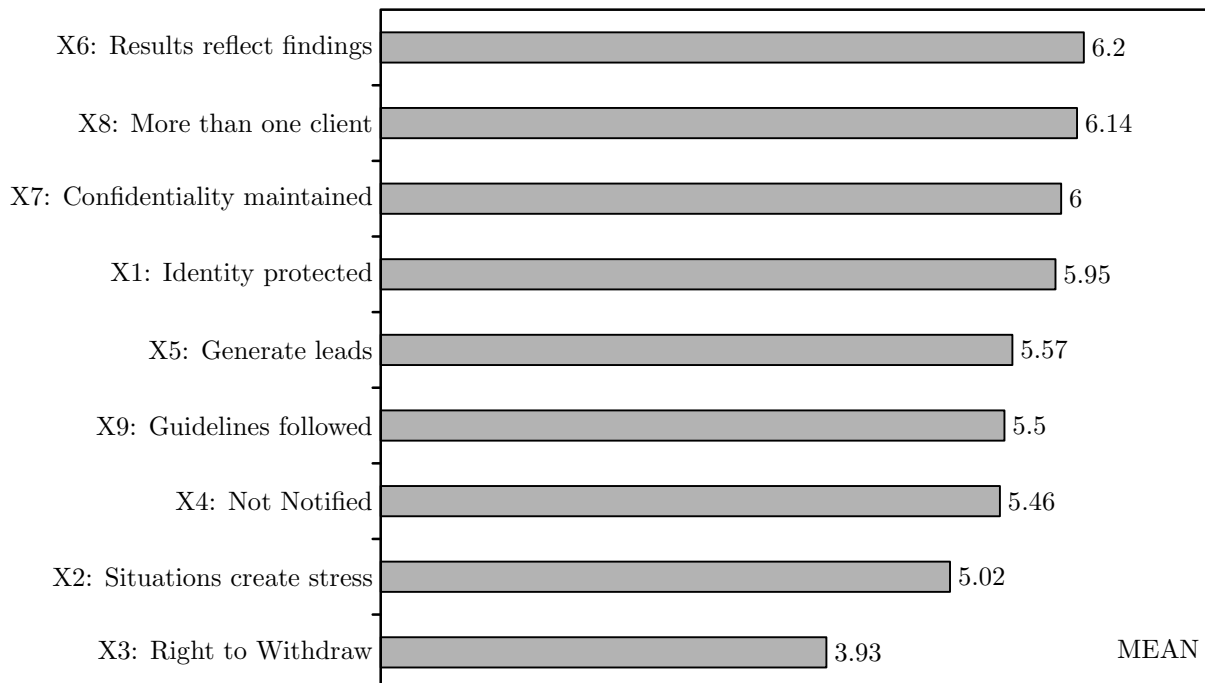 X6: Results reflect findings 6.2
X8: More than one client 6.14
X7: Confidentiality maintained 6
X1: Identity protected 5.95
X5: Generate leads 5.57
X9: Guidelines followed 5.5
X4: Not Notified 5.46
X2: Situations create stress 5.02
X3: Right to Withdraw 3.93 MEAN